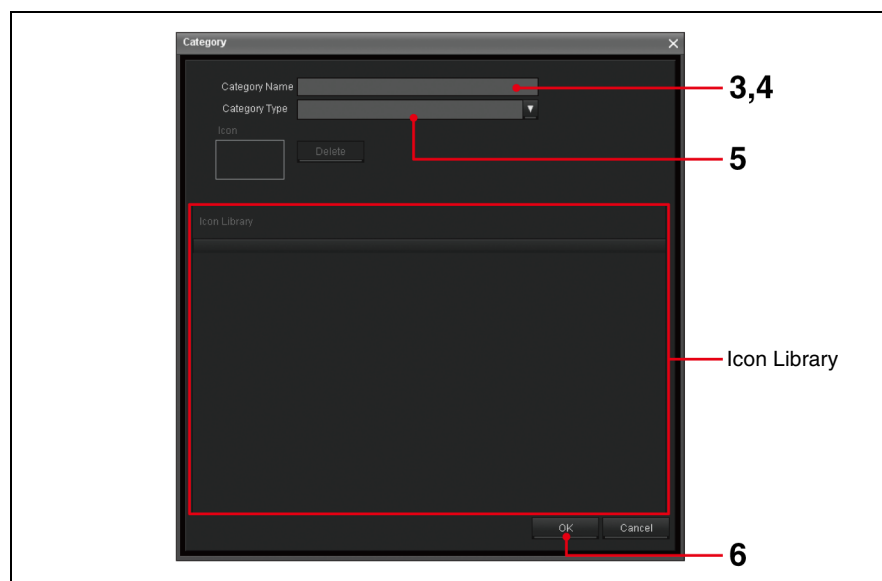 Category
Category Name
3,4
Category Type
5
Icon
Delete
Icon Library
Icon Library
OK
Cancel
6